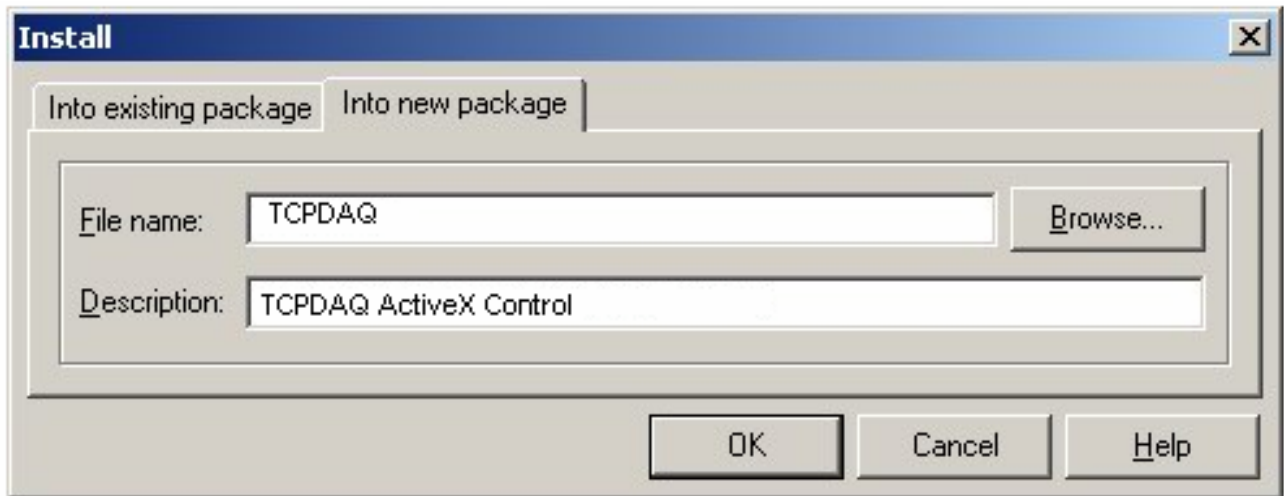 Install
Into existing package
Into new package
File name:
TCPDAQ
Browse...
Description:
TCPDAQ ActiveX Control
OK
Cancel
Help